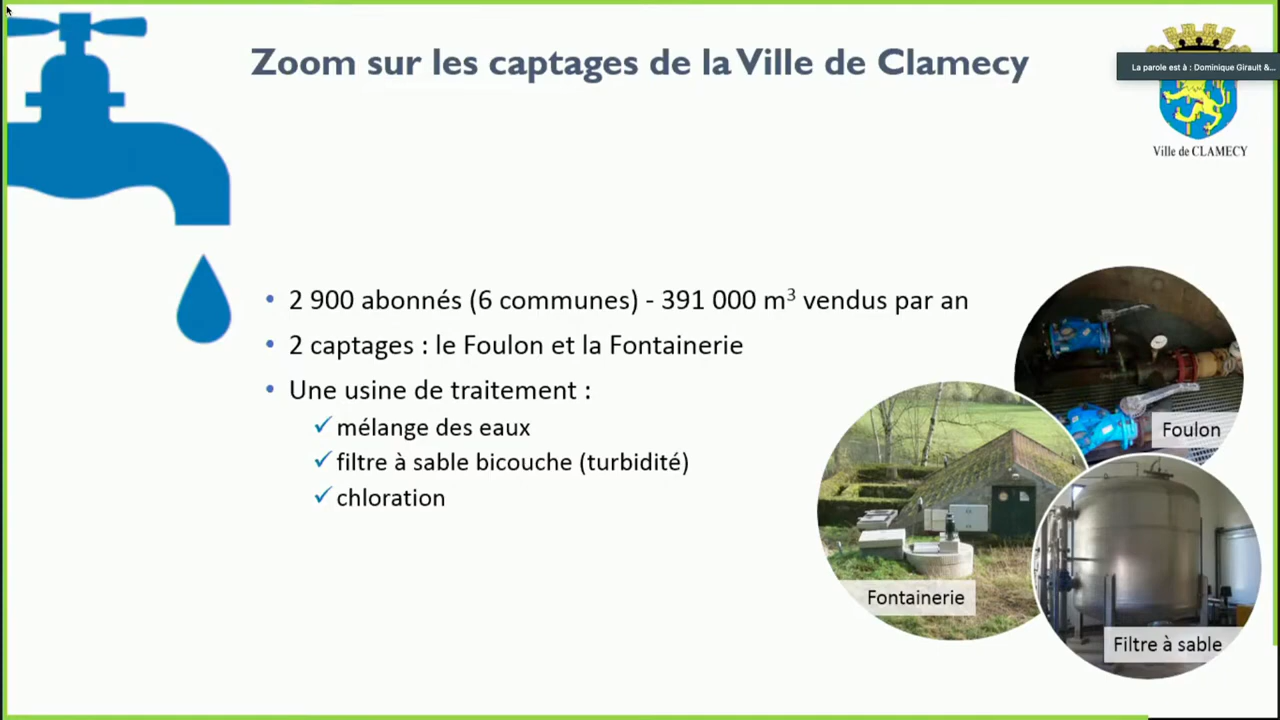 Zoom sur les captages de la Ville de Clamecy
La parole est à : Dominique Girault &...
Ville de CLAMECY
• 2 900 abonnés (6 communes) - 391 000 m³ vendus par an
• 2 captages : le Foulon et la Fontainerie
• Une usine de traitement :
✓ mélange des eaux
✓ filtre à sable bicouche (turbidité)
✓ chloration
Foulon
Fontainerie
Filtre à sable